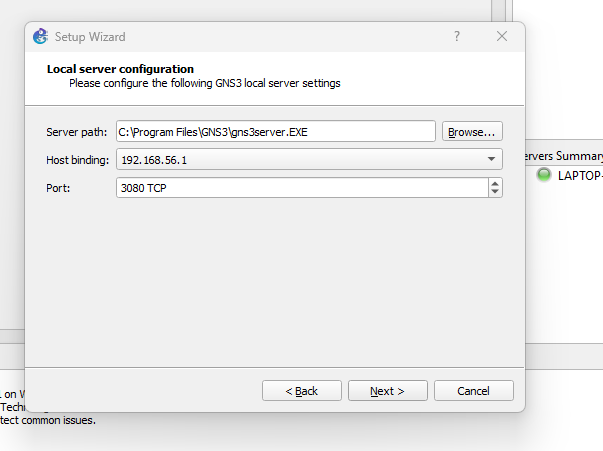 Setup Wizard
?
Local server configuration
Please configure the following GNS3 local server settings
Server path: C:\Program Files\GNS3\gns3server.EXE Browse...
Host binding: 192.168.56.1
Port: 3080 TCP
< Back Next > Cancel
ervers Summary
LAPTOP-
on W
Techn
tect common issues.